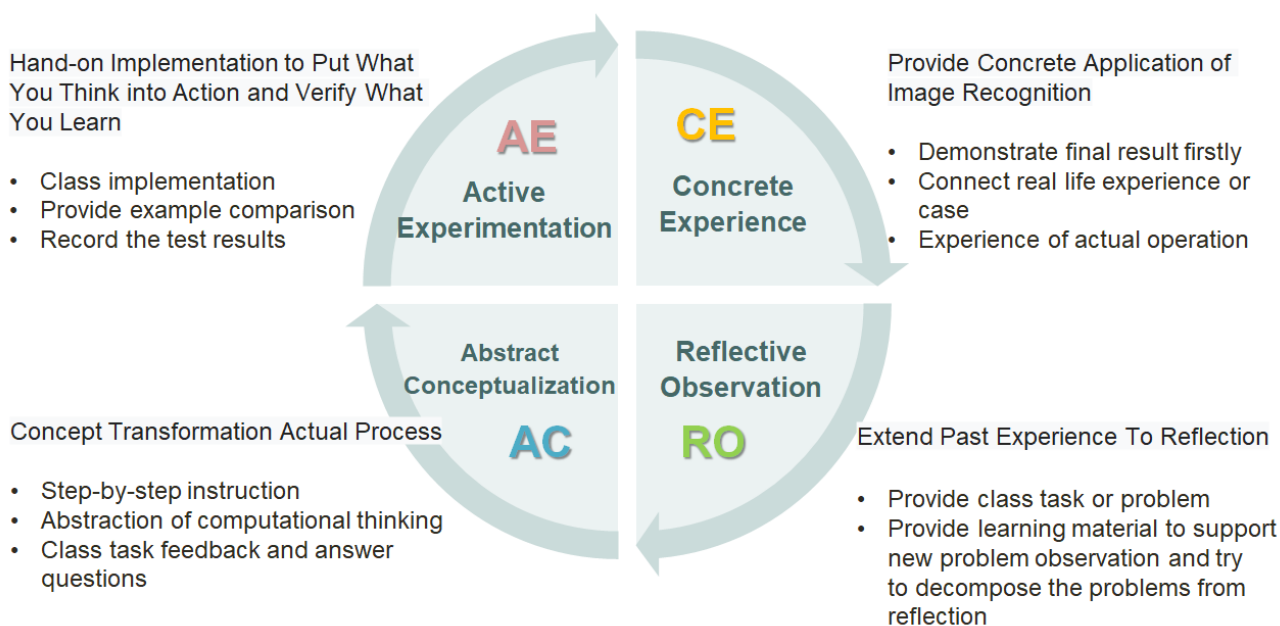 Hand-on Implementation to Put What
You Think into Action and Verify What
You Learn
• Class implementation
• Provide example comparison
• Record the test results
AE
Active
Experimentation
CE
Concrete
Experience
Provide Concrete Application of
Image Recognition
• Demonstrate final result firstly
• Connect real life experience or
case
• Experience of actual operation
Concept Transformation Actual Process
• Step-by-step instruction
• Abstraction of computational thinking
• Class task feedback and answer
questions
Abstract
Conceptualization
AC
Reflective
Observation
RO
Extend Past Experience To Reflection
• Provide class task or problem
• Provide learning material to support
new problem observation and try
to decompose the problems from
reflection